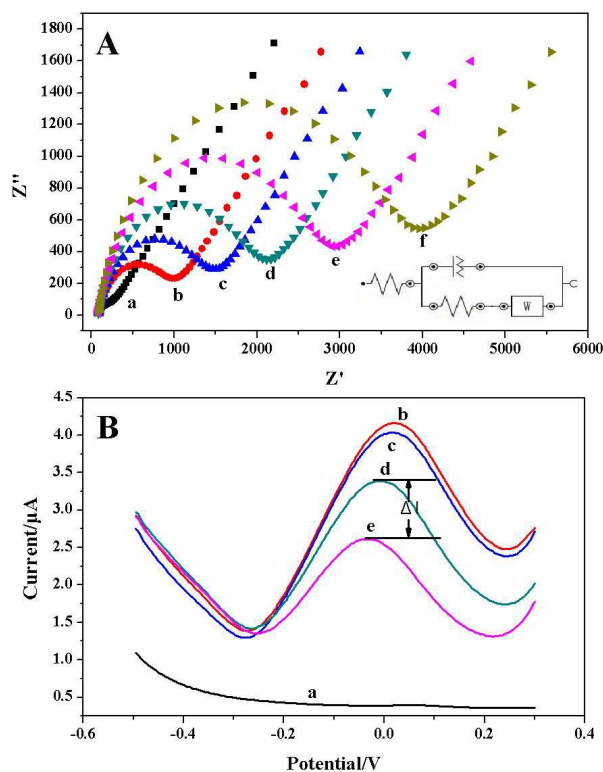 A
1800
1600
1400
1200
1000
800
600
400
200
0
Z''
a
b
c
d
e
f
W
0 1000 2000 3000 4000 5000 6000
Z'
B
4.5
4.0
3.5
3.0
2.5
2.0
1.5
1.0
0.5
Current/μA
b
c
d
ΔI
e
a
-0.6 -0.4 -0.2 0.0 0.2 0.4
Potential/V